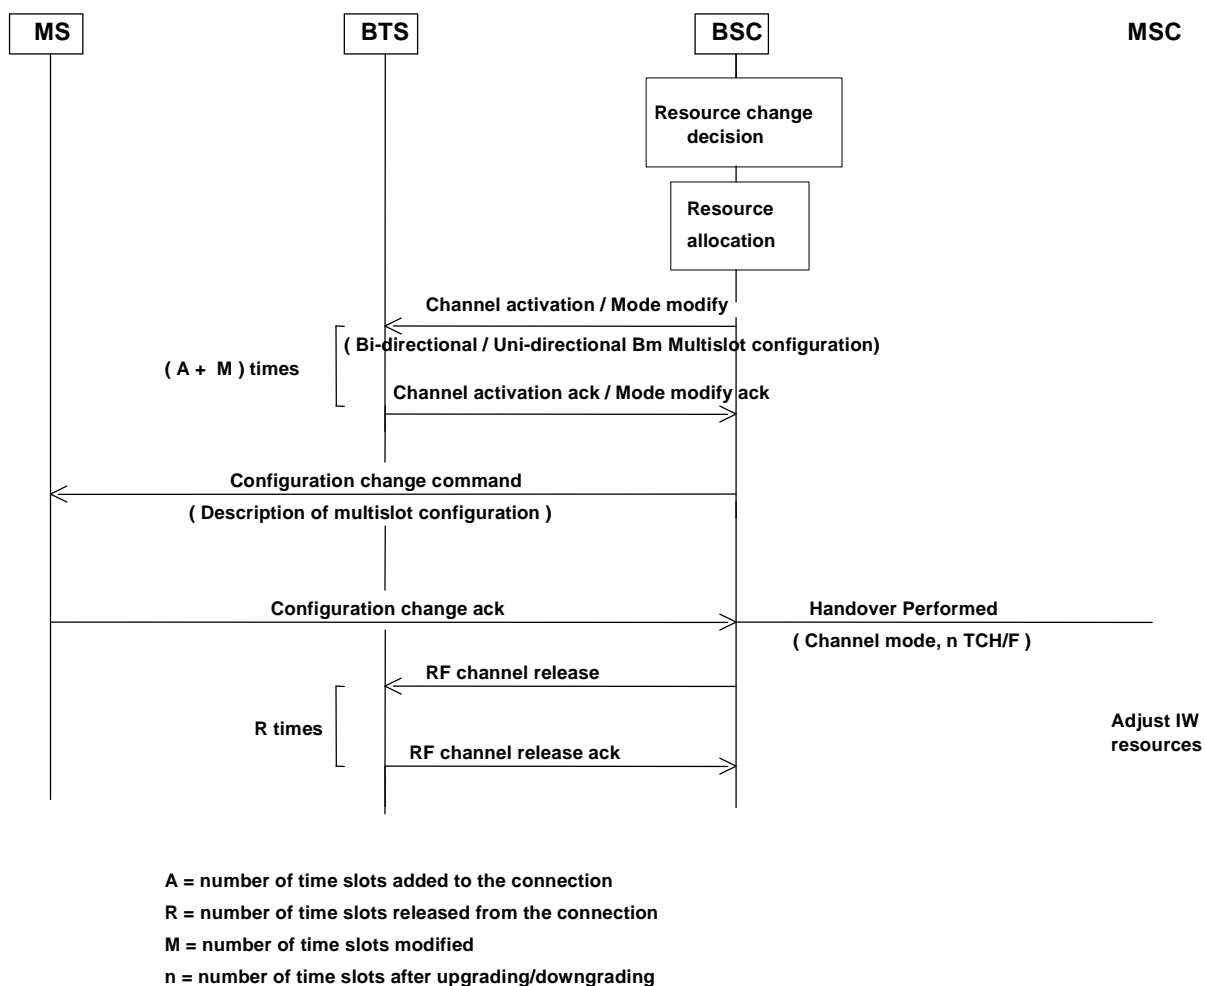 MS
BTS
BSC
MSC
Resource change
decision
Resource
allocation
Channel activation / Mode modify
( Bi-directional / Uni-directional Bm Multislot configuration)
( A + M ) times
Channel activation ack / Mode modify ack
Configuration change command
( Description of multislot configuration )
Configuration change ack
Handover Performed
( Channel mode, n TCH/F )
RF channel release
R times
Adjust IW
resources
RF channel release ack
A = number of time slots added to the connection
R = number of time slots released from the connection
M = number of time slots modified
n = number of time slots after upgrading/downgrading